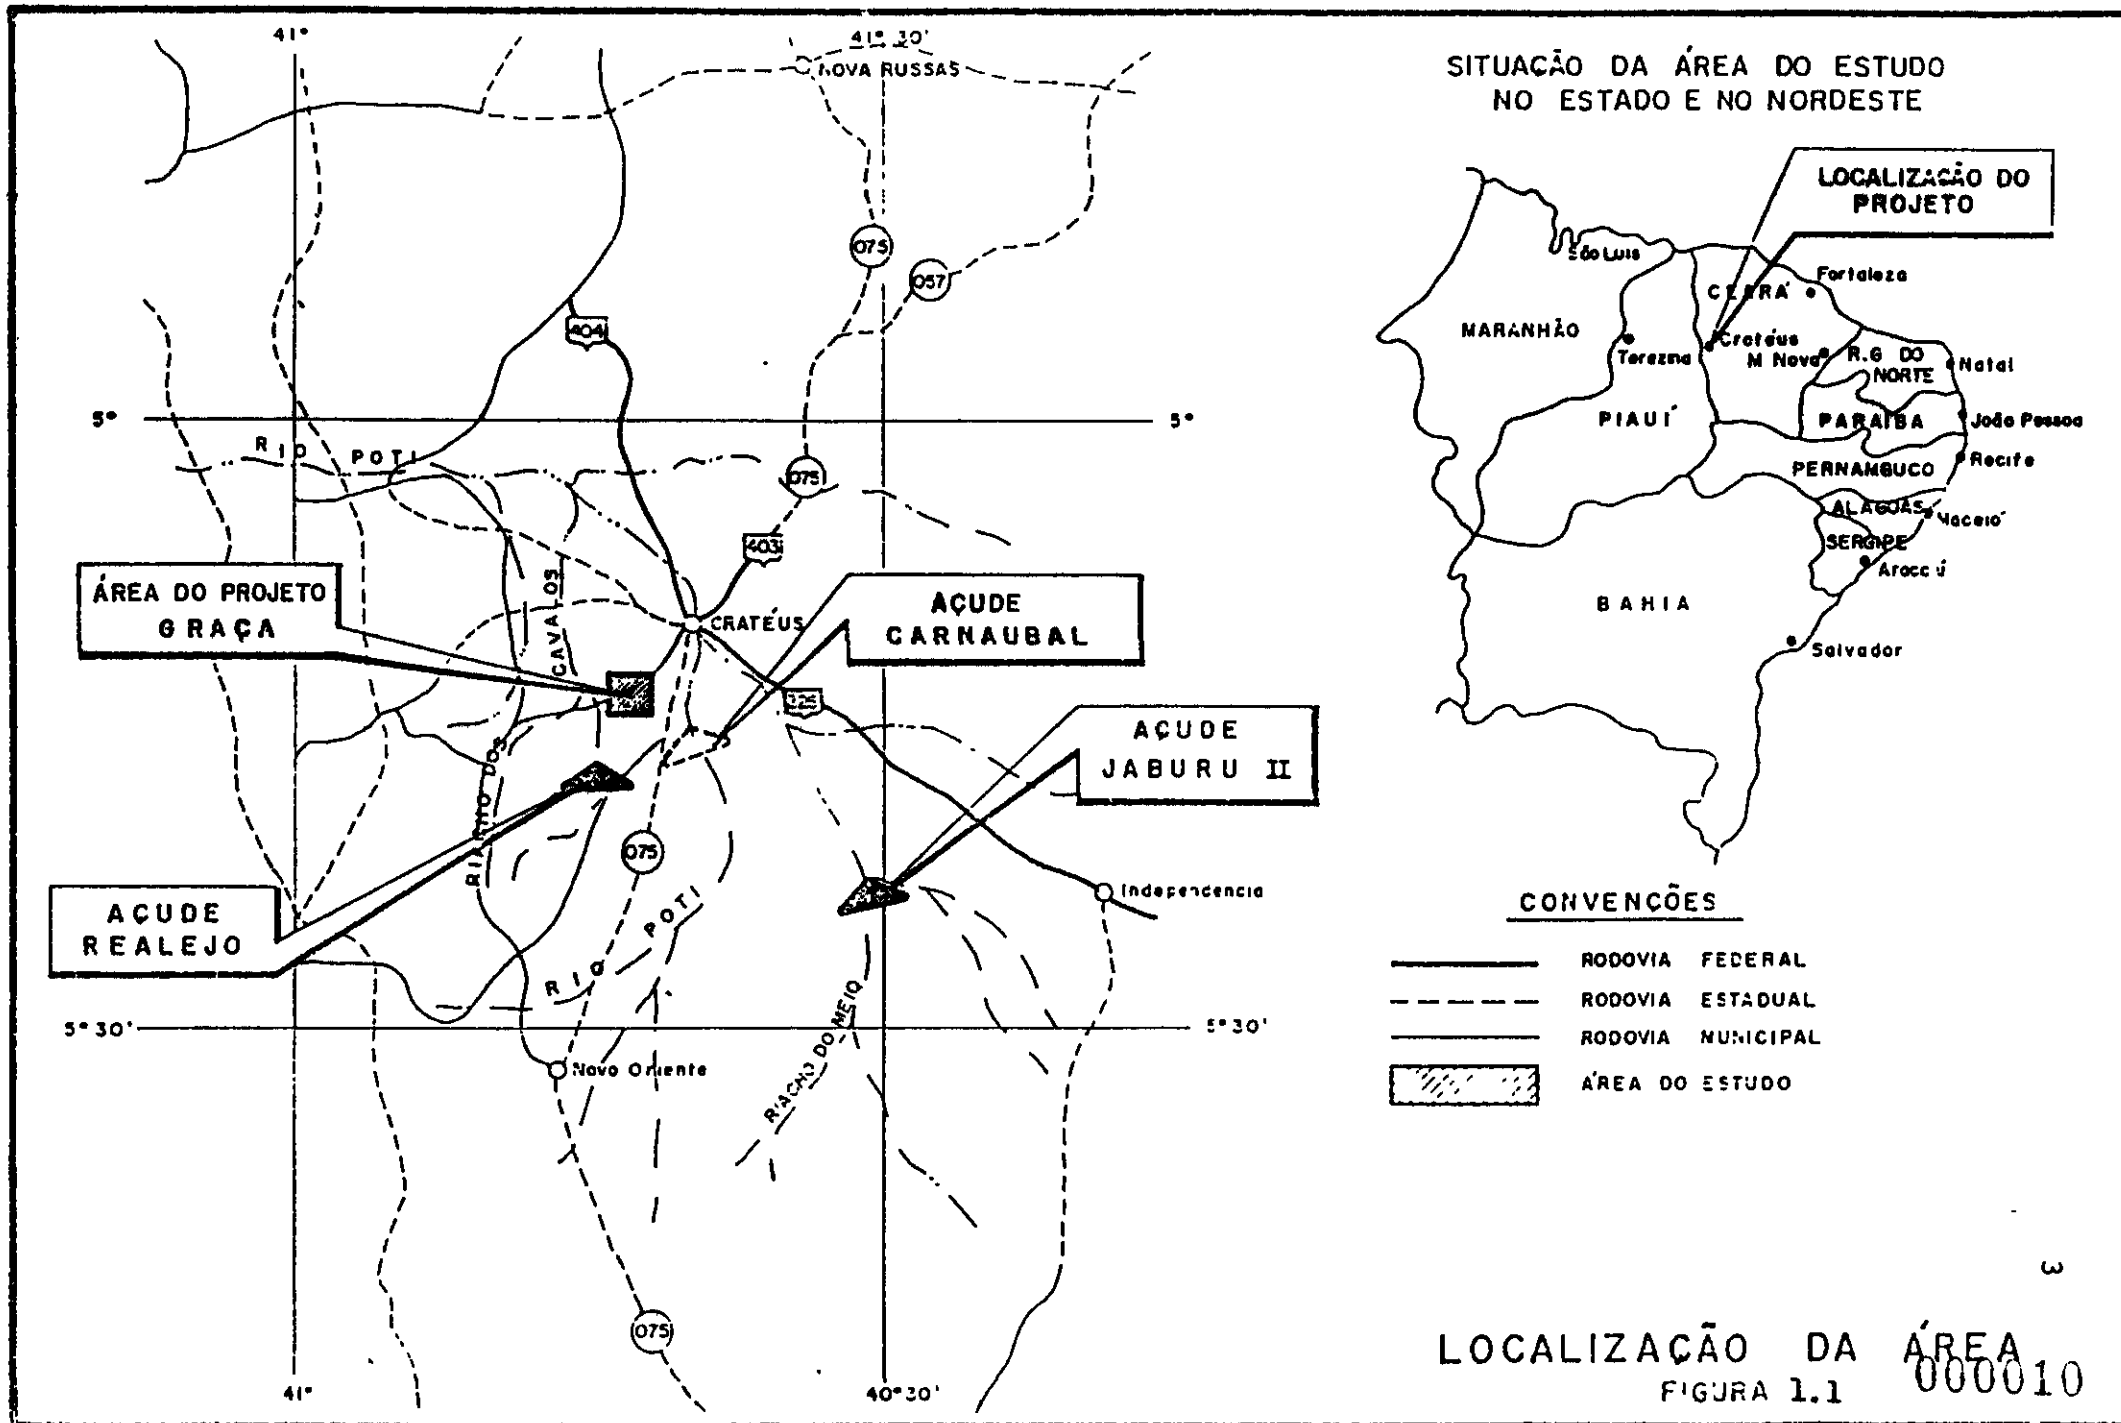 41°
41° 30'
NOVA RUSSAS
075
057
404
5°
5°
RIO POTI
075
403
ÁREA DO PROJETO
GRAÇA
CAVALOS
CRATÉUS
AÇUDE
CARNAUBAL
AÇUDE
JABURU II
RIACHO DOS
075
RIO POTI
Independencia
AÇUDE
REALEJO
RIACHO DO MEIO
5° 30'
5° 30'
Novo Oriente
075
41°
40° 30'
SITUAÇÃO DA ÁREA DO ESTUDO
NO ESTADO E NO NORDESTE
LOCALIZAÇÃO DO
PROJETO
São Luis
Fortaleza
CEARÁ
MARANHÃO
Terezina
Cratéus
M Nova
R.G DO
NORTE
Natal
PIAUÍ
PARAÍBA
João Pessoa
PERNAMBUCO
Recife
ALAGOAS
Maceió
SERGIPE
BAHIA
Salvador
CONVENÇÕES
RODOVIA FEDERAL
RODOVIA ESTADUAL
RODOVIA MUNICIPAL
ÁREA DO ESTUDO
3
LOCALIZAÇÃO DA ÁREA
FIGURA 1.1
000010